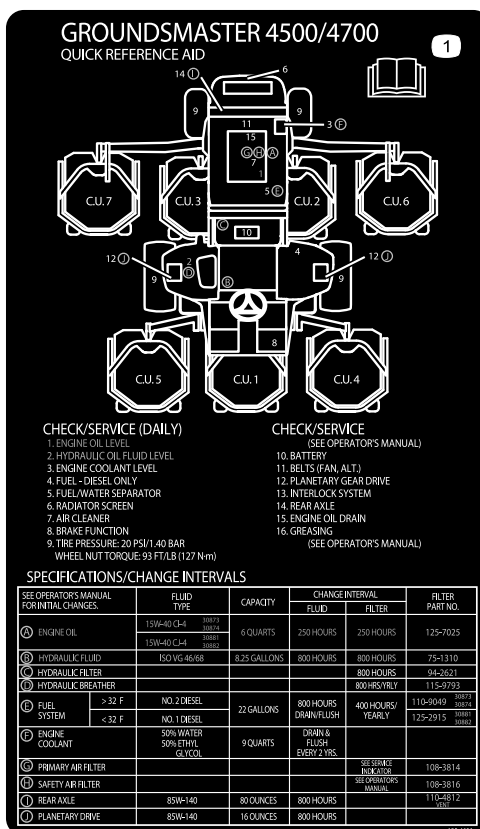 GROUNDSMASTER 4500/4700
QUICK REFERENCE AID
1
14 I
6
9
9
3 F
11
15
G H A
7
1
5 E
C.U.7
C.U.3
C.U.2
C.U.6
C
10
12 J
2
D
9
B
4
12 J
9
8
C.U.5
C.U.1
C.U.4
CHECK/SERVICE (DAILY)
1. ENGINE OIL LEVEL
2. HYDRAULIC OIL FLUID LEVEL
3. ENGINE COOLANT LEVEL
4. FUEL - DIESEL ONLY
5. FUEL/WATER SEPARATOR
6. RADIATOR SCREEN
7. AIR CLEANER
8. BRAKE FUNCTION
9. TIRE PRESSURE: 20 PSI/1.40 BAR
WHEEL NUT TORQUE: 93 FT/LB (127 N-m)
CHECK/SERVICE
(SEE OPERATOR'S MANUAL)
10. BATTERY
11. BELTS (FAN, ALT.)
12. PLANETARY GEAR DRIVE
13. INTERLOCK SYSTEM
14. REAR AXLE
15. ENGINE OIL DRAIN
16. GREASING
(SEE OPERATOR'S MANUAL)
SPECIFICATIONS/CHANGE INTERVALS
SEE OPERATOR'S MANUAL FOR INITIAL CHANGES. FLUID TYPE CAPACITY CHANGE INTERVAL FLUID FILTER FILTER PART NO.
A ENGINE OIL 15W-40 CI-4 30873 30874 15W-40 CJ-4 30881 30882 6 QUARTS 250 HOURS 250 HOURS 125-7025
B HYDRAULIC FLUID ISO VG 46/68 8.25 GALLONS 800 HOURS 800 HOURS 75-1310
C HYDRAULIC FILTER 800 HOURS 94-2621
D HYDRAULIC BREATHER 800 HRS/YRLY 115-9793
E FUEL SYSTEM > 32 F NO. 2 DIESEL < 32 F NO. 1 DIESEL 22 GALLONS 800 HOURS DRAIN/FLUSH 400 HOURS/ YEARLY 110-9049 30873 30874 125-2915 30881 30882
F ENGINE COOLANT 50% WATER 50% ETHYL GLYCOL 9 QUARTS DRAIN & FLUSH EVERY 2 YRS.
G PRIMARY AIR FILTER SEE SERVICE INDICATOR 108-3814
H SAFETY AIR FILTER SEE OPERATOR'S MANUAL 108-3816
I REAR AXLE 85W-140 80 OUNCES 800 HOURS 110-4812 VENT
J PLANETARY DRIVE 85W-140 16 OUNCES 800 HOURS